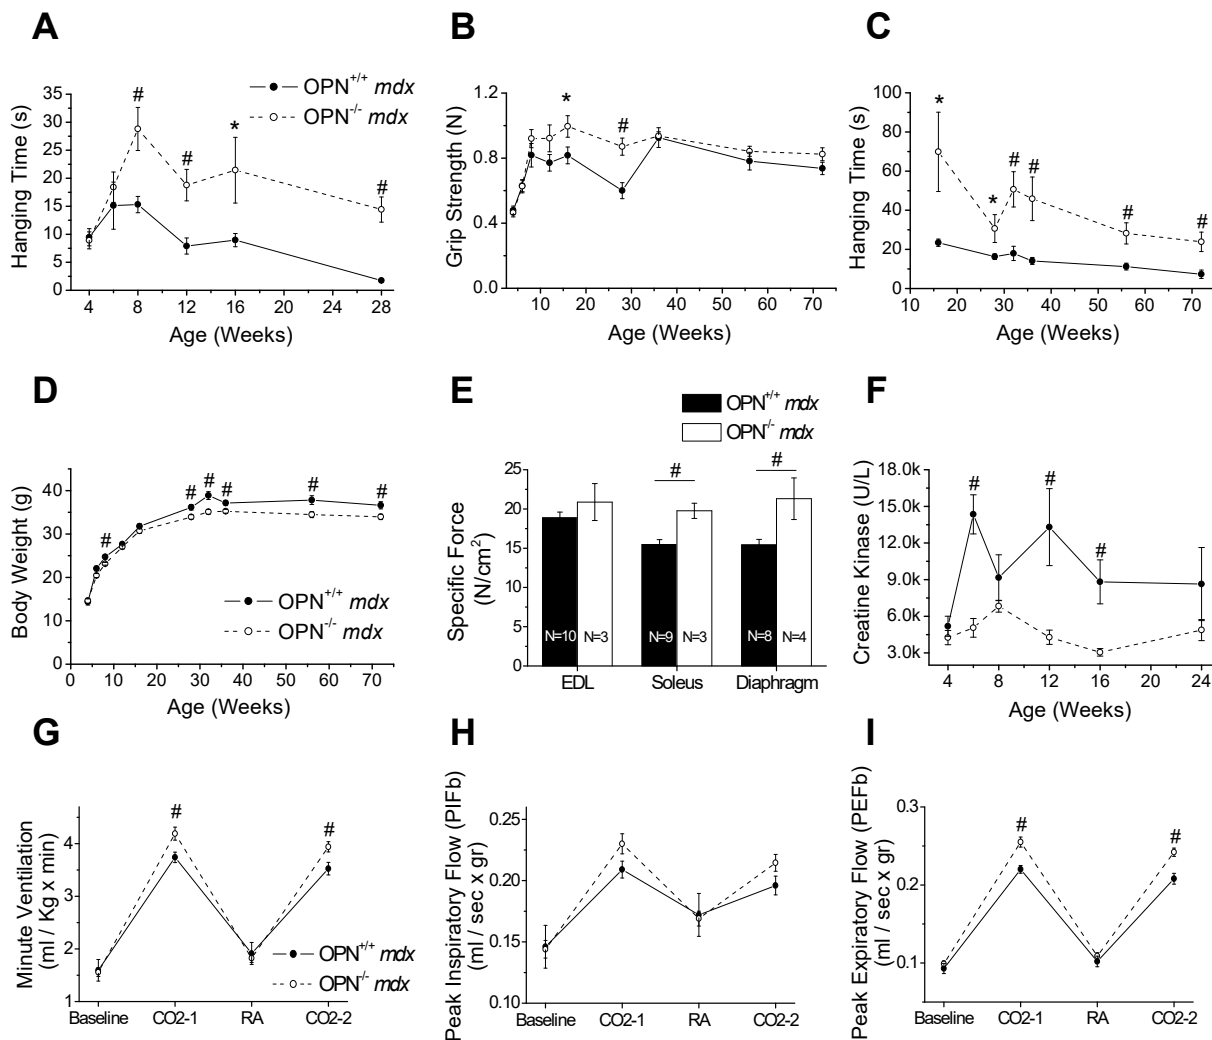 A
Hanging Time (s)
35
30
25
20
15
10
5
0
#
#
*
#
OPN+/+ mdx
OPN-/- mdx
4 8 12 16 20 24 28
Age (Weeks)
B
Grip Strength (N)
1.2
0.8
0.4
0.0
*
#
10 20 30 40 50 60 70
Age (Weeks)
C
Hanging Time (s)
100
80
60
40
20
0
*
*
#
#
#
#
10 20 30 40 50 60 70
Age (Weeks)
D
Body Weight (g)
40
30
20
10
0
#
#
#
#
#
#
OPN+/+ mdx
OPN-/- mdx
0 8 16 24 32 40 48 56 64 72
Age (Weeks)
E
OPN+/+ mdx
OPN-/- mdx
Specific Force
(N/cm2)
25
20
15
10
5
0
#
#
N=10 N=3 N=9 N=3 N=8 N=4
EDL Soleus Diaphragm
F
Creatine Kinase (U/L)
18.0k
15.0k
12.0k
9.0k
6.0k
3.0k
#
#
#
4 8 12 16 20 24
Age (Weeks)
G
Minute Ventilation
(ml / Kg x min)
4
3
2
1
#
#
OPN+/+ mdx
OPN-/- mdx
Baseline CO2-1 RA CO2-2
H
Peak Inspiratory Flow (PIFb)
(ml / sec x gr)
0.25
0.20
0.15
0.10
Baseline CO2-1 RA CO2-2
I
Peak Expiratory Flow (PEFb)
(ml / sec x gr)
0.3
0.2
0.1
#
#
Baseline CO2-1 RA CO2-2